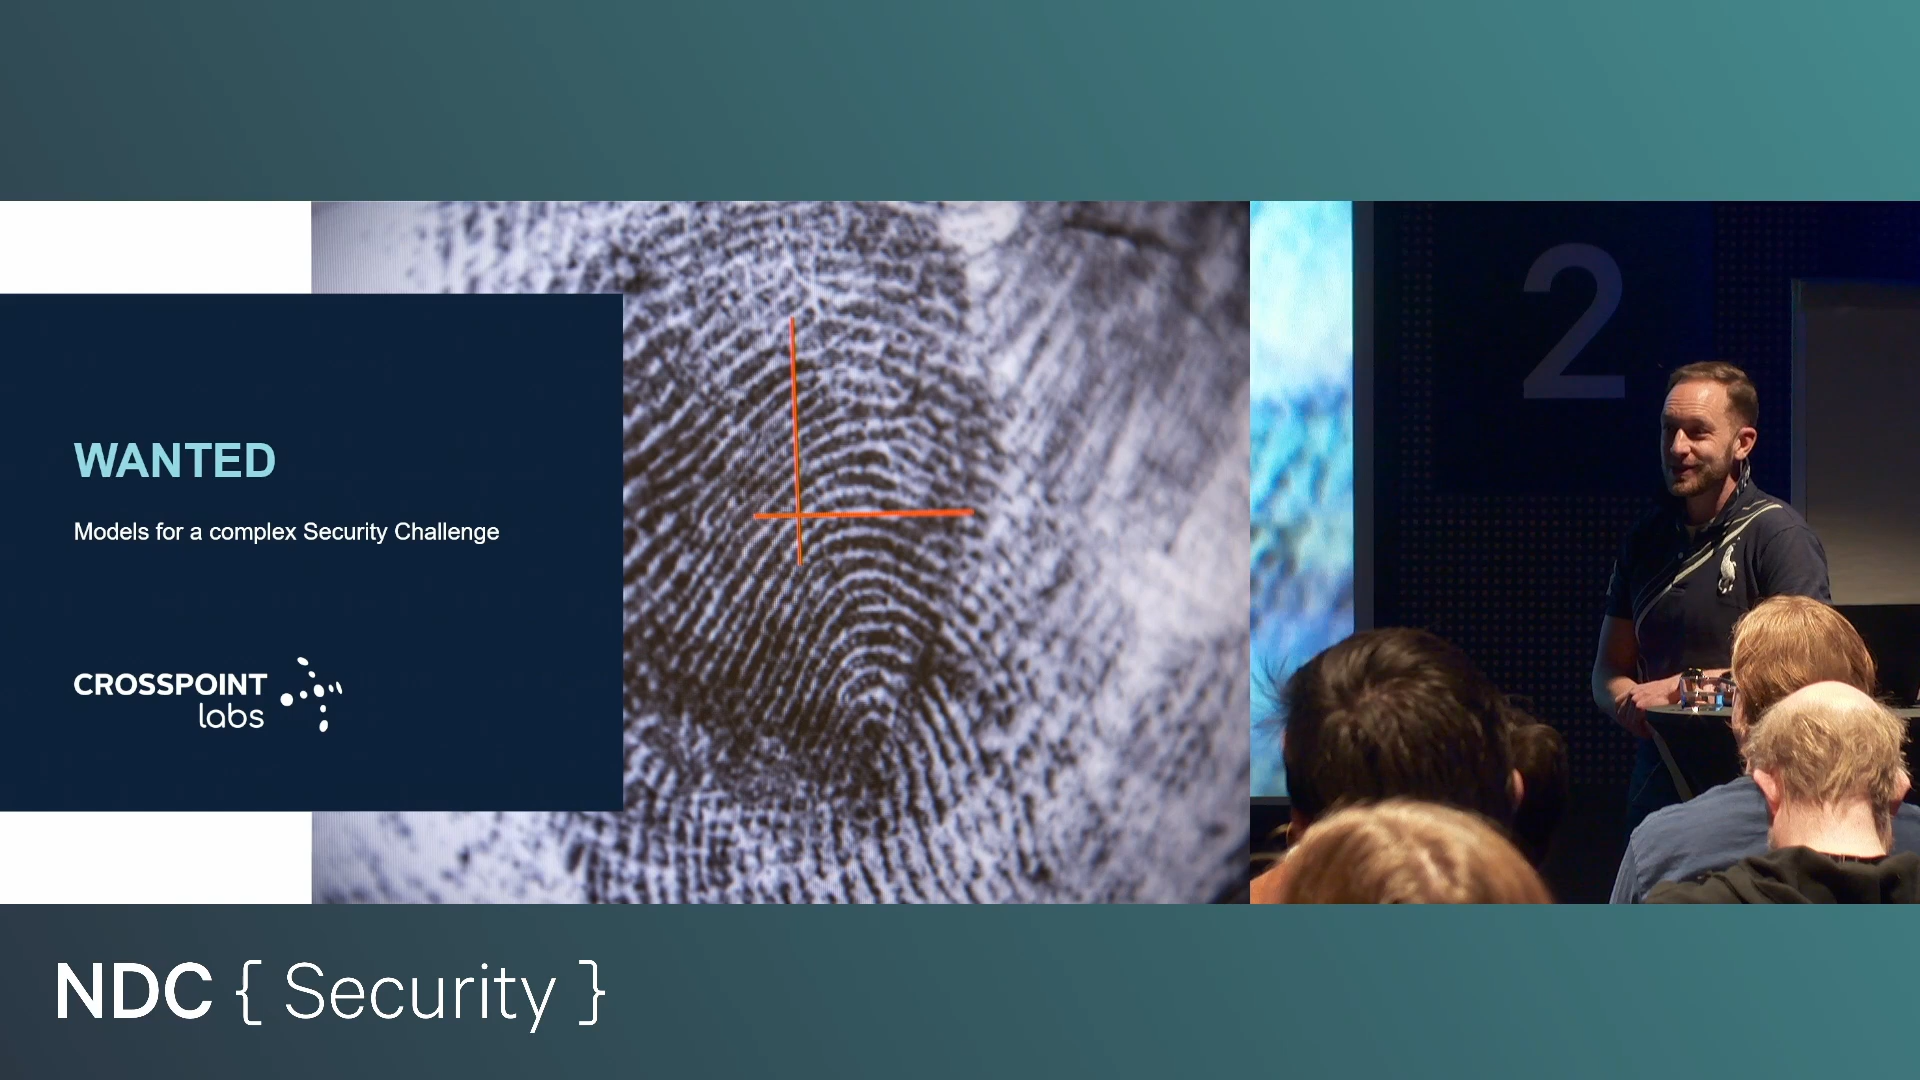 WANTED
Models for a complex Security Challenge
CROSSPOINT
labs
2
NDC { Security }